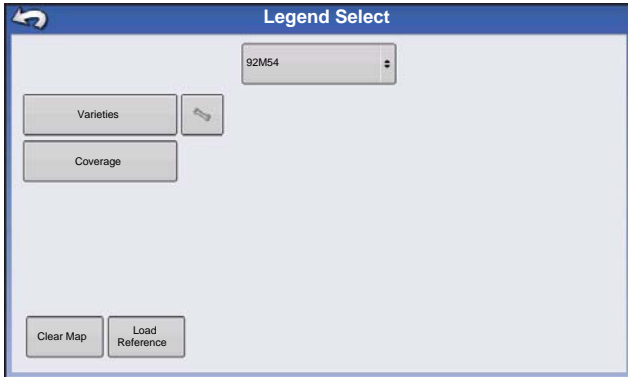 Legend Select
92M54
Varieties
Coverage
Clear Map
Load
Reference